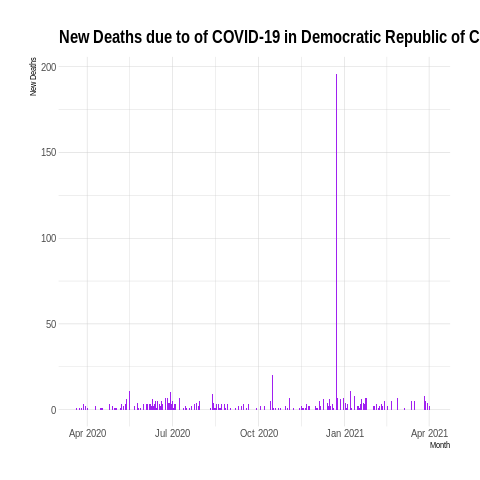 New Deaths due to of COVID-19 in Democratic Republic of C
New Deaths
200
150
100
50
0
Apr 2020 Jul 2020 Oct 2020 Jan 2021 Apr 2021
Month